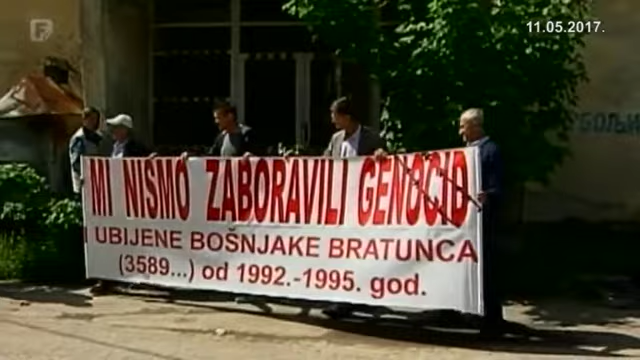 11.05.2017.
MI NISMO ZABORAVILI GENOCID
I UBIJENE BOŠNJAKE BRATUNCA
(3589...) od 1992.-1995. god.